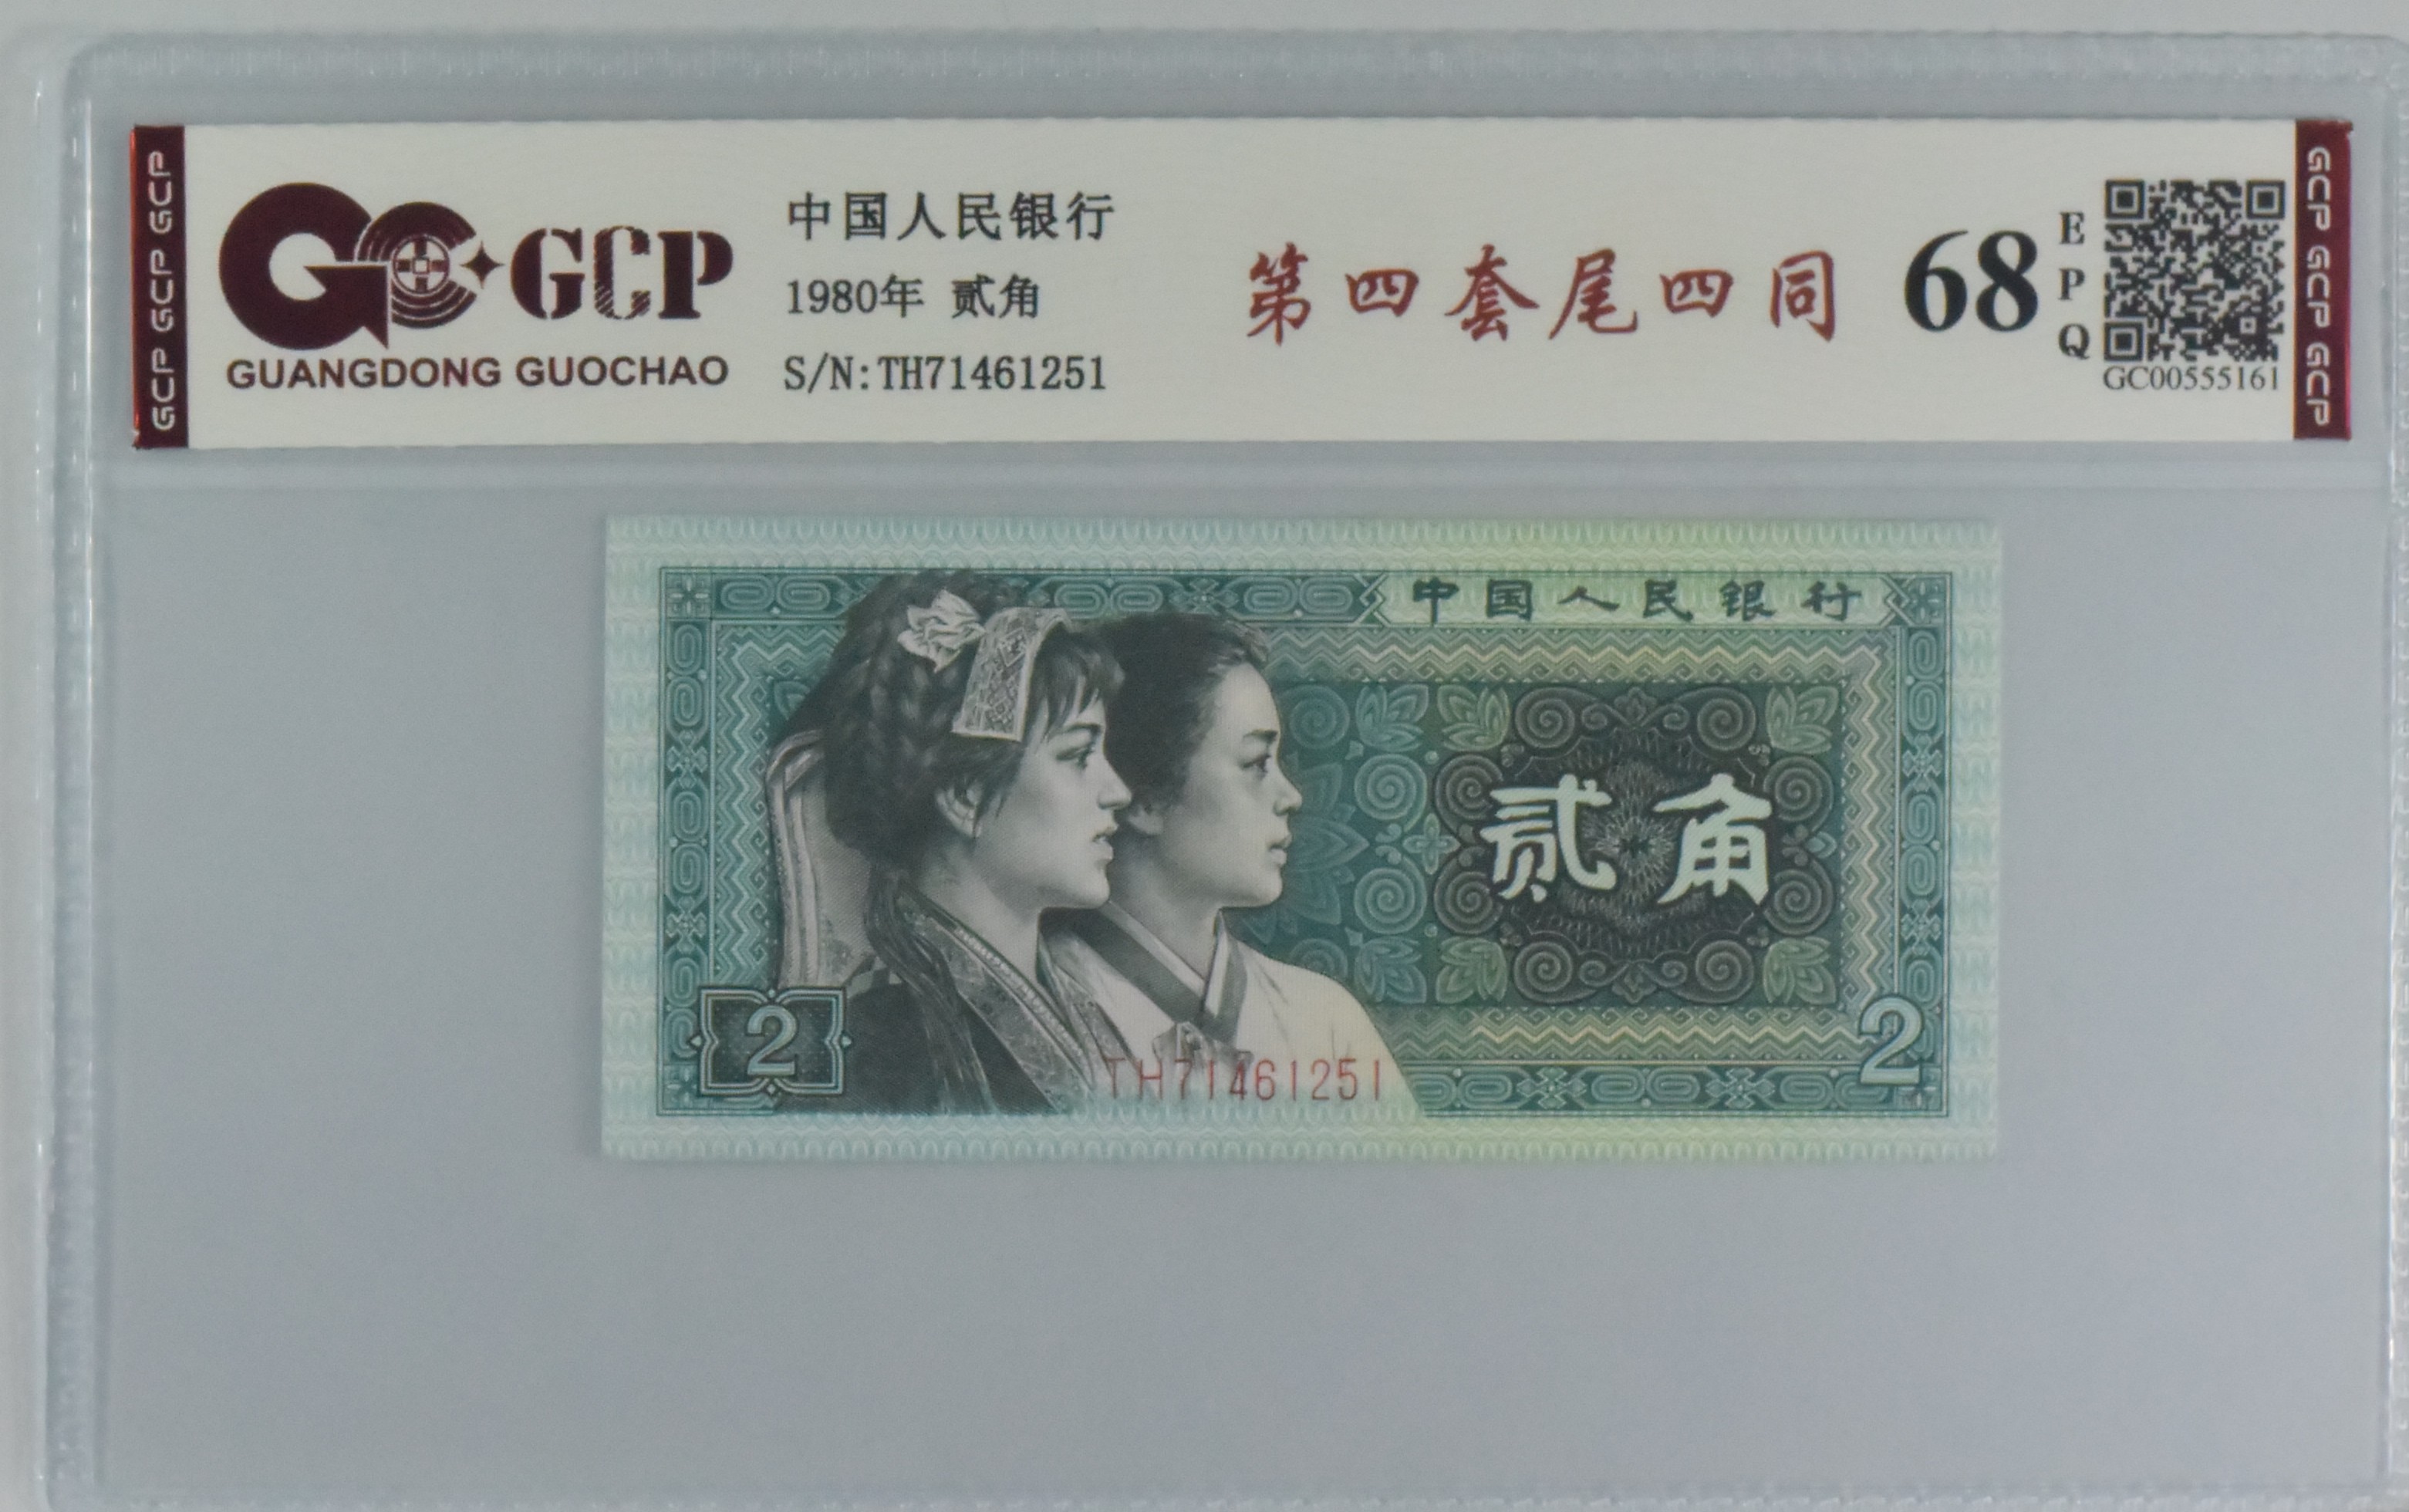 GCP GCP GCP
GCP
GUANGDONG GUOCHAO
中国人民银行
1980年 贰角
S/N:TH71461251
第四套尾四同
68
E
P
Q
GC00555161
GCP GCP GCP
中国人民银行
贰角
2
TH71461251
2